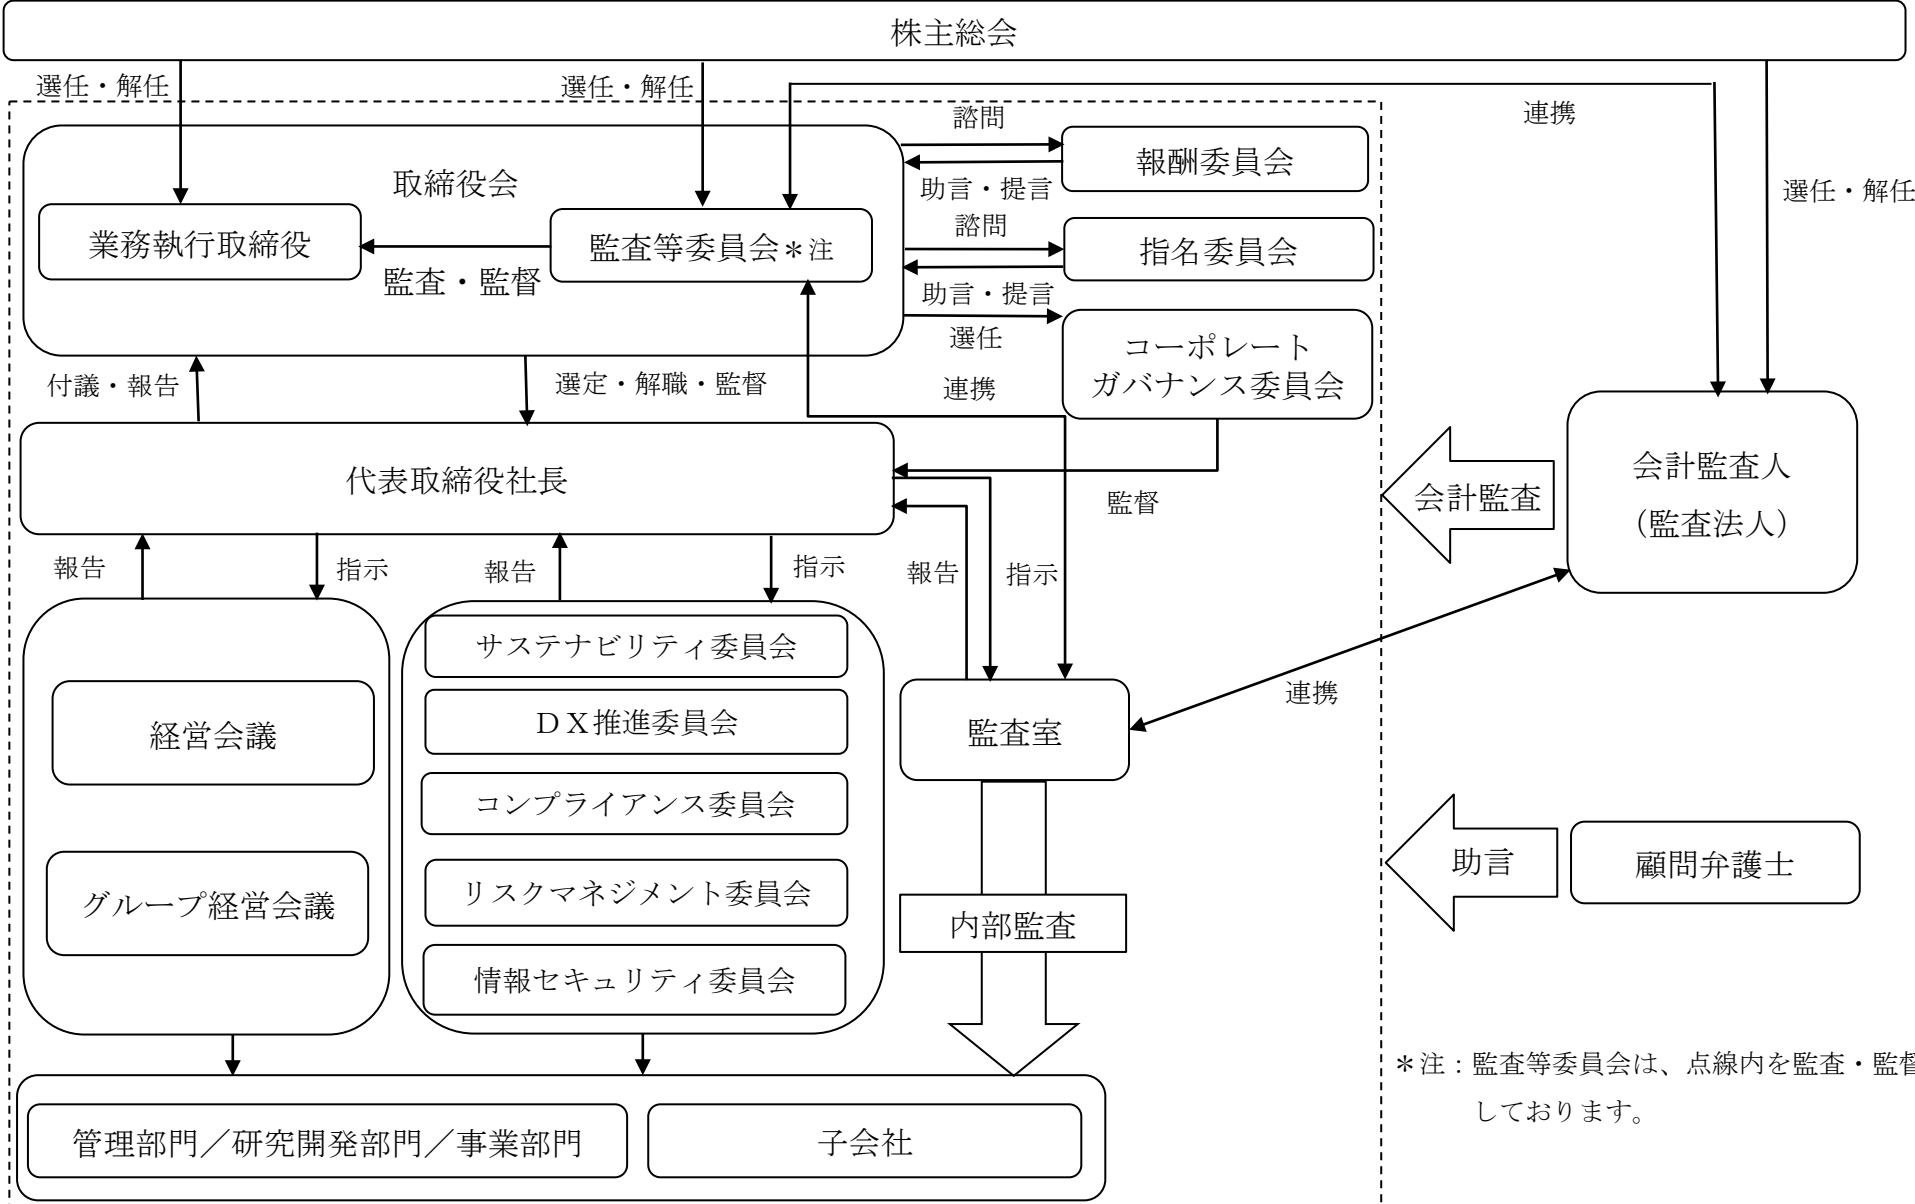 株主総会
選任・解任
選任・解任
連携
選任・解任
諮問
報酬委員会
助言・提言
取締役会
業務執行取締役
監査等委員会＊注
監査・監督
諮問
指名委員会
助言・提言
選任
コーポレート
ガバナンス委員会
付議・報告
選定・解職・監督
連携
代表取締役社長
監督
会計監査
会計監査人
（監査法人）
報告
指示
報告
指示
報告
指示
サステナビリティ委員会
ＤＸ推進委員会
コンプライアンス委員会
リスクマネジメント委員会
情報セキュリティ委員会
経営会議
グループ経営会議
監査室
連携
内部監査
助言
顧問弁護士
＊注：監査等委員会は、点線内を監査・監督
しております。
管理部門／研究開発部門／事業部門
子会社